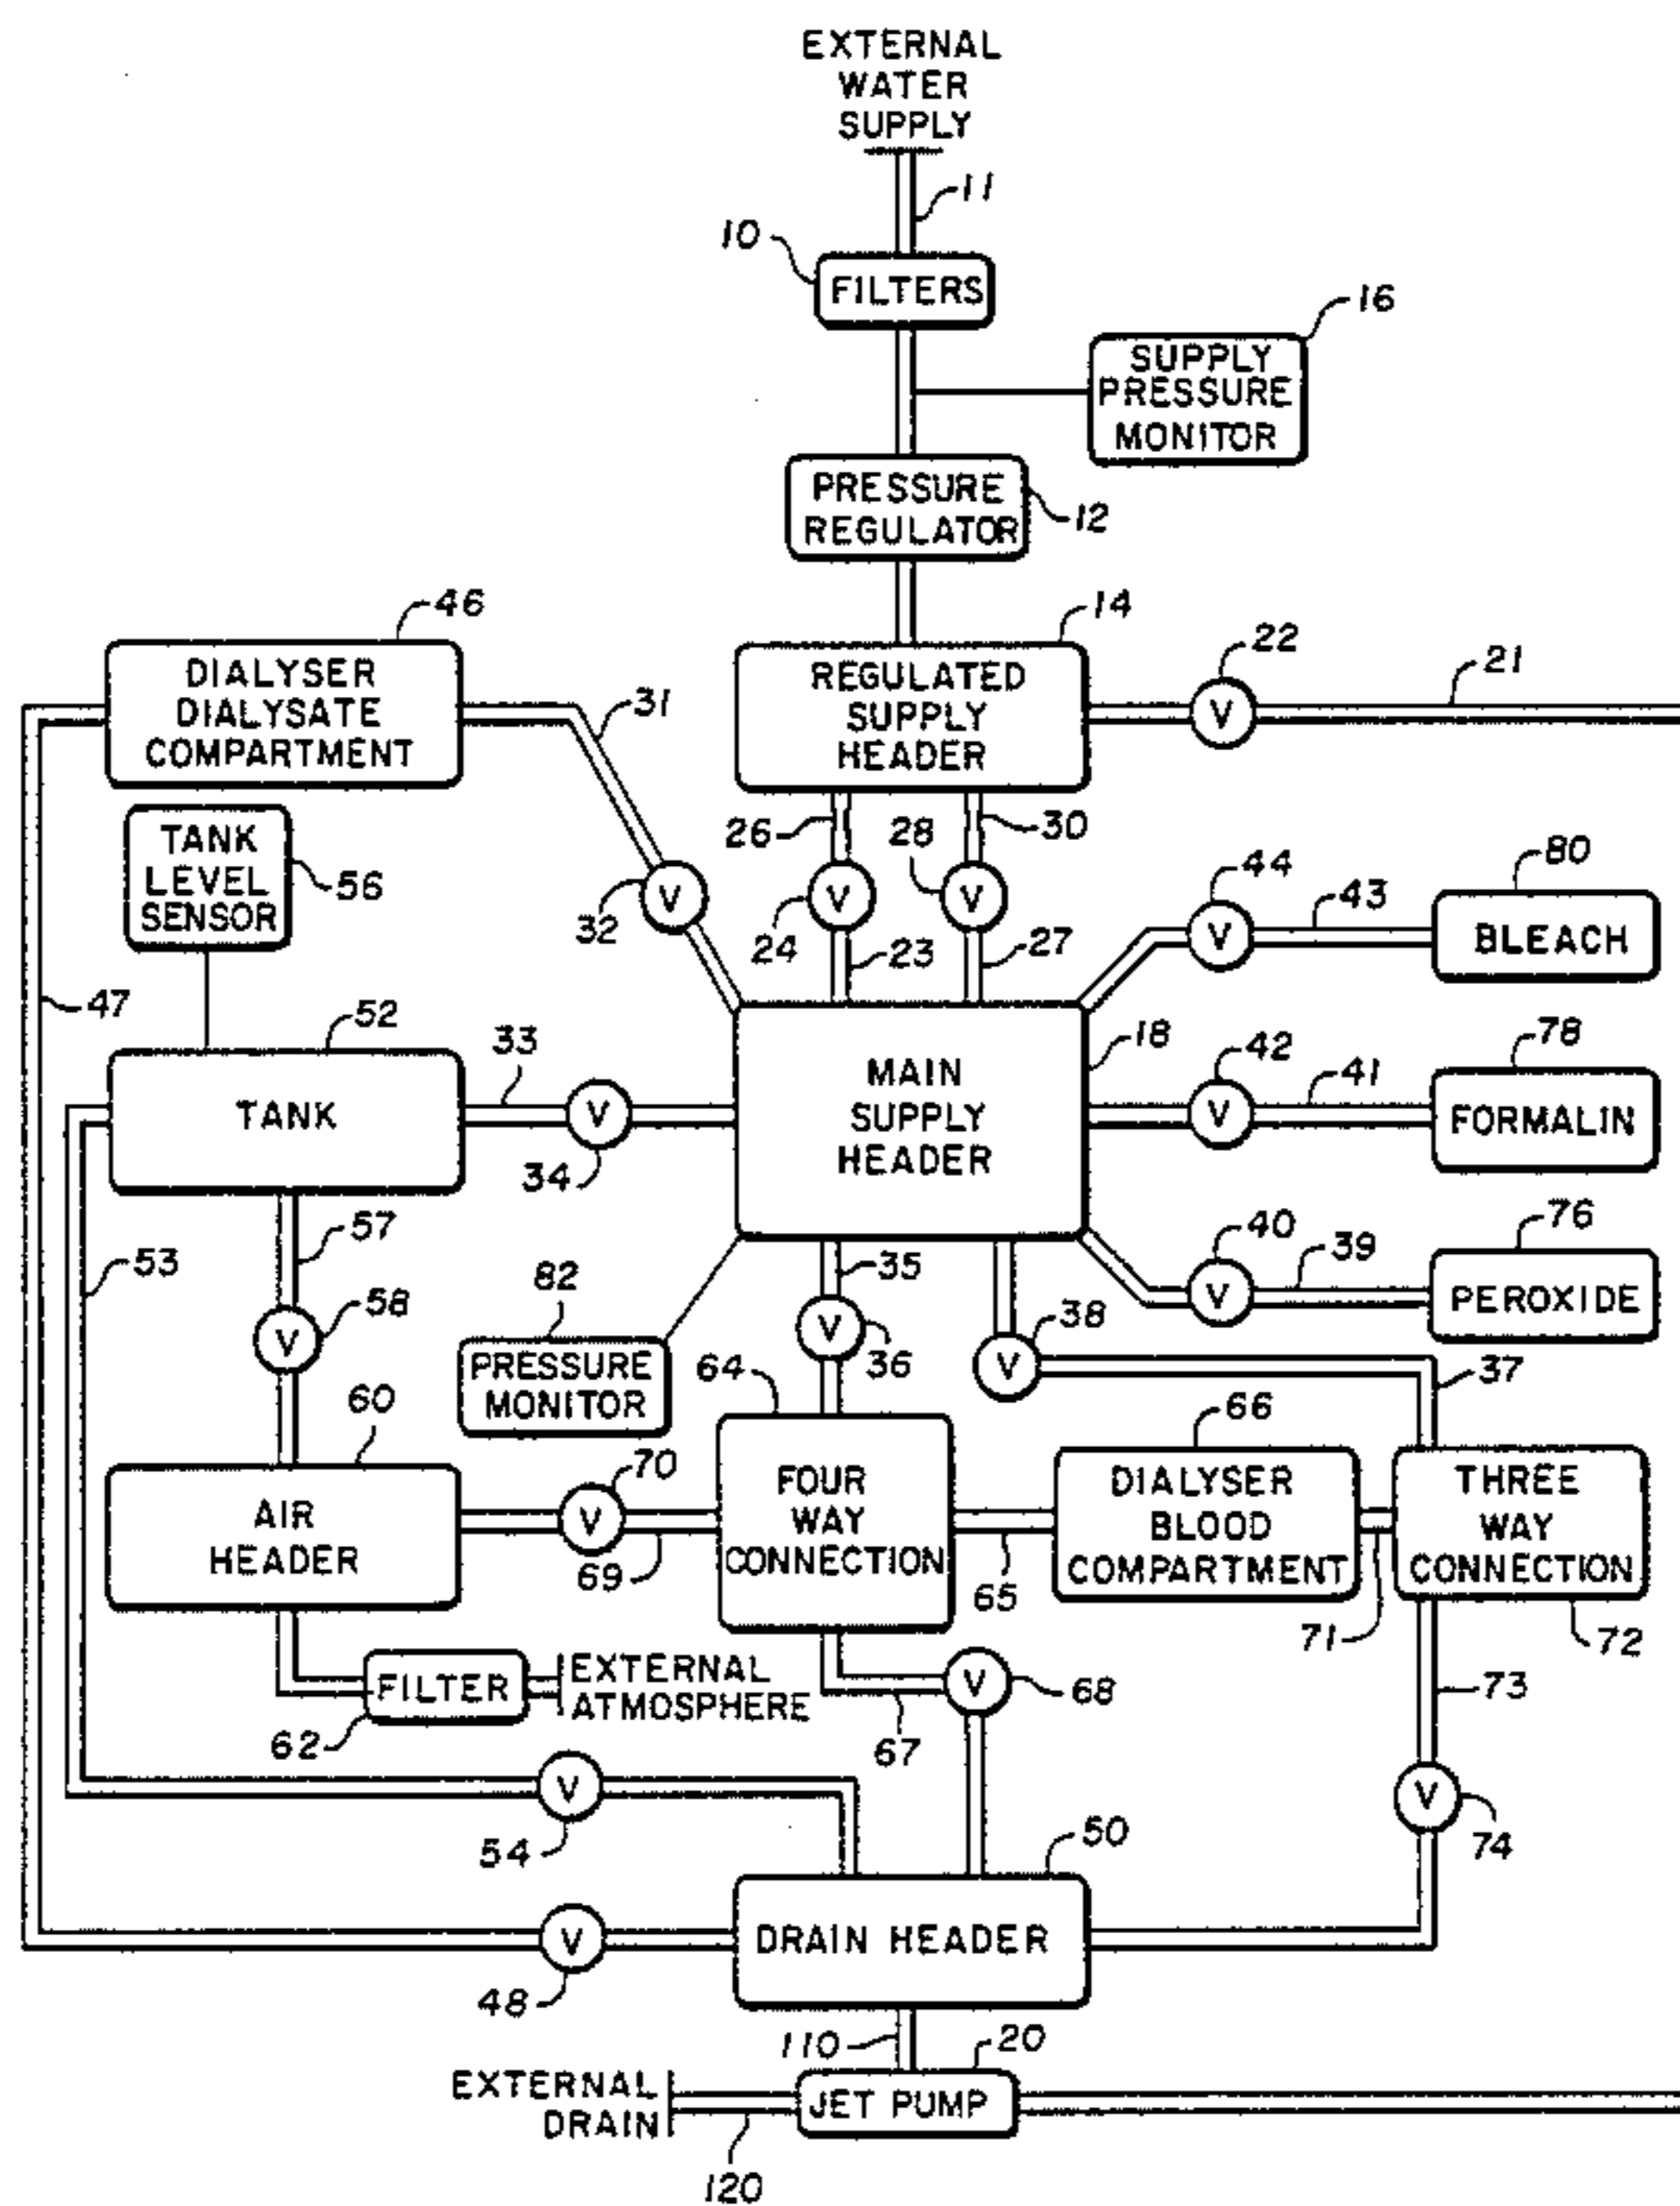 EXTERNAL
WATER
SUPPLY
11
10
FILTERS
16
SUPPLY
PRESSURE
MONITOR
PRESSURE
REGULATOR
12
46
14
22
21
DIALYSER
DIALYSATE
COMPARTMENT
31
REGULATED
SUPPLY
HEADER
V
26
28
30
TANK
LEVEL
SENSOR
56
32
V
24
V
V
23
27
44
V
43
80
BLEACH
47
52
33
TANK
V
34
MAIN
SUPPLY
HEADER
18
42
V
41
78
FORMALIN
57
53
V
58
82
PRESSURE
MONITOR
35
V
36
40
V
39
76
PEROXIDE
38
V
37
60
64
66
AIR
HEADER
70
V
69
FOUR
WAY
CONNECTION
65
DIALYSER
BLOOD
COMPARTMENT
71
THREE
WAY
CONNECTION
72
FILTER
62
EXTERNAL
ATMOSPHERE
V
68
67
73
V
54
V
74
50
V
48
DRAIN HEADER
110
20
EXTERNAL
DRAIN
JET PUMP
120